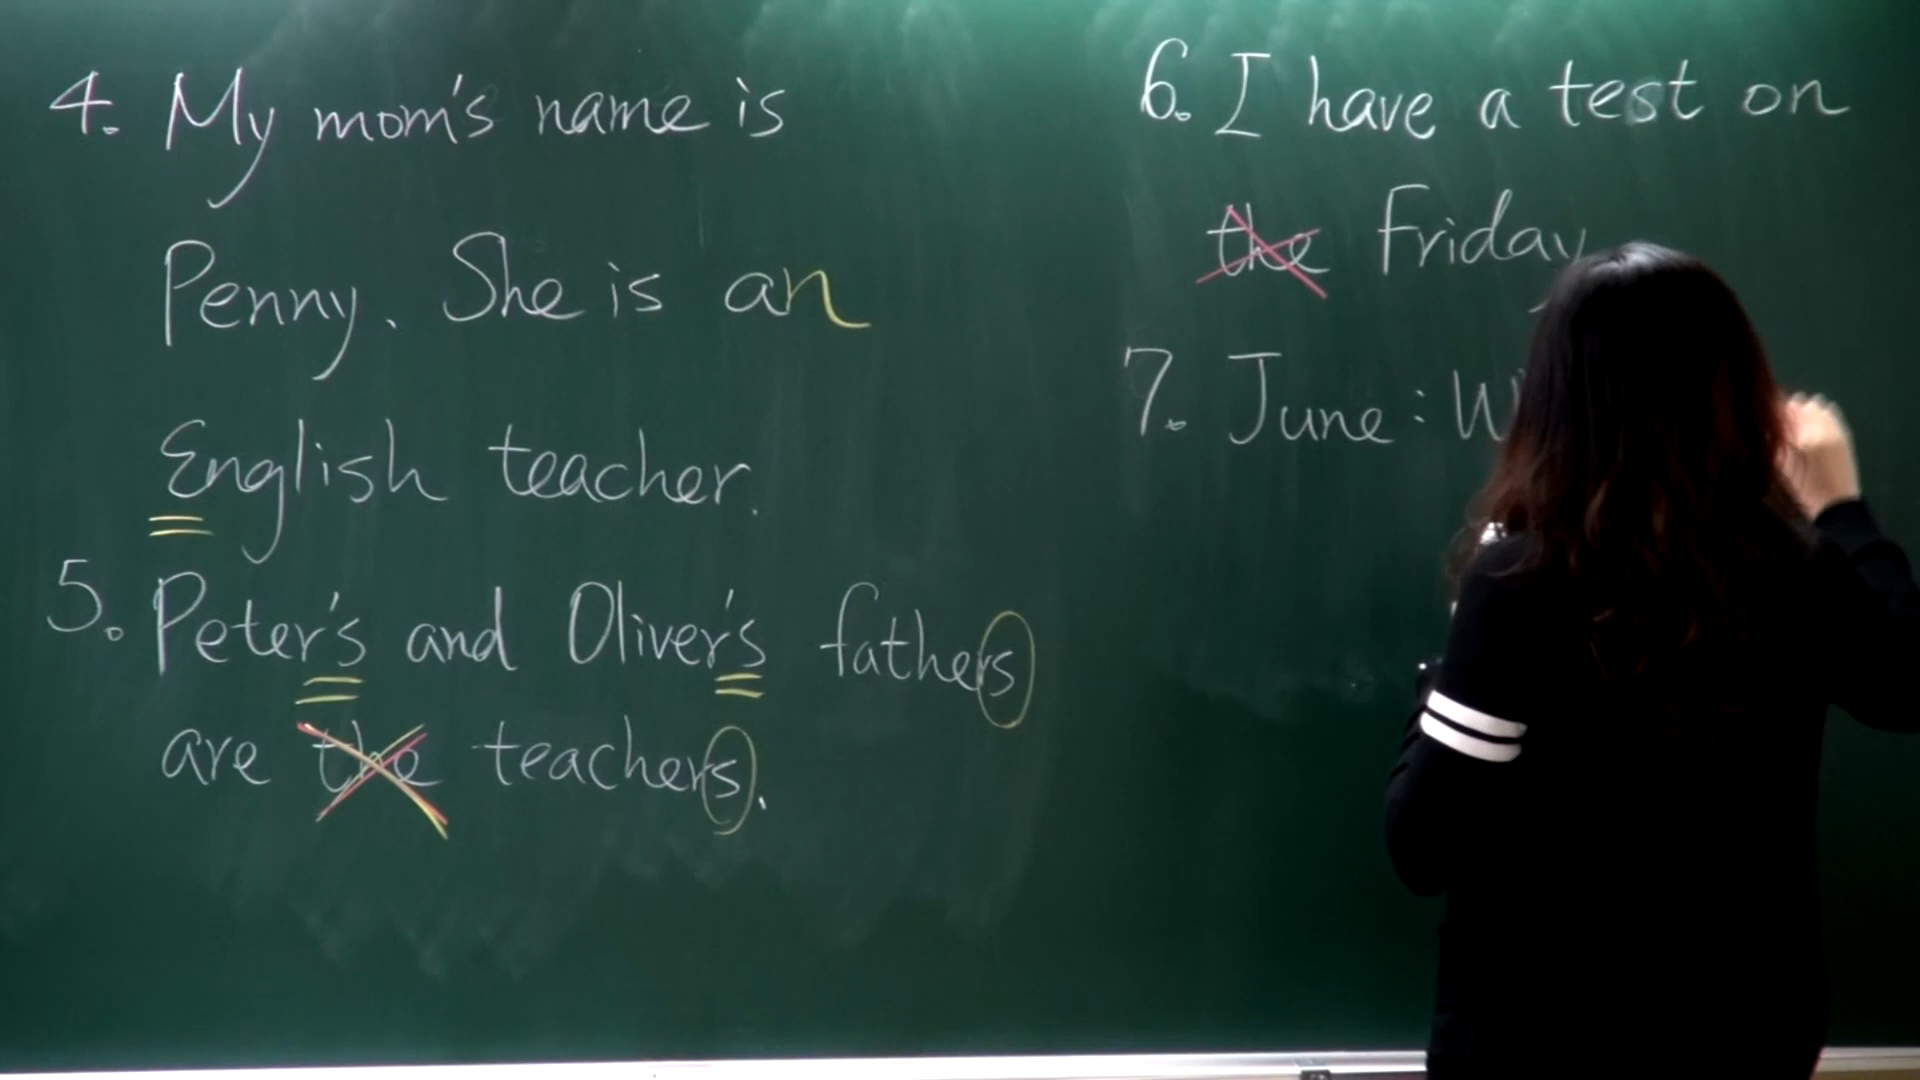 4. My mom's name is
Penny. She is an
English teacher.
5. Peter's and Oliver's fathers
are the teachers.
6. I have a test on
the Friday
7. June: